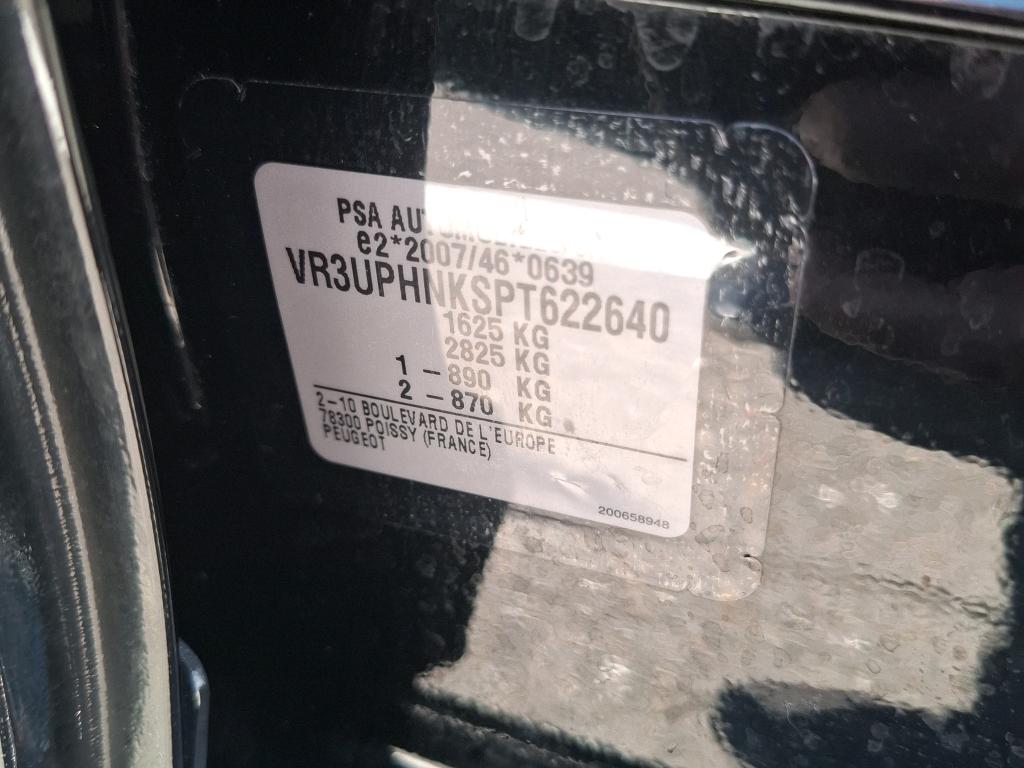 PSA AUTOMOBILES
e2*2007/46*0639
VR3UPHNKSPT622640
1625 KG
2825 KG
1 - 890 KG
2 - 870 KG
2-10 BOULEVARD DE L'EUROPE
78300 POISSY (FRANCE)
PEUGEOT
200658948